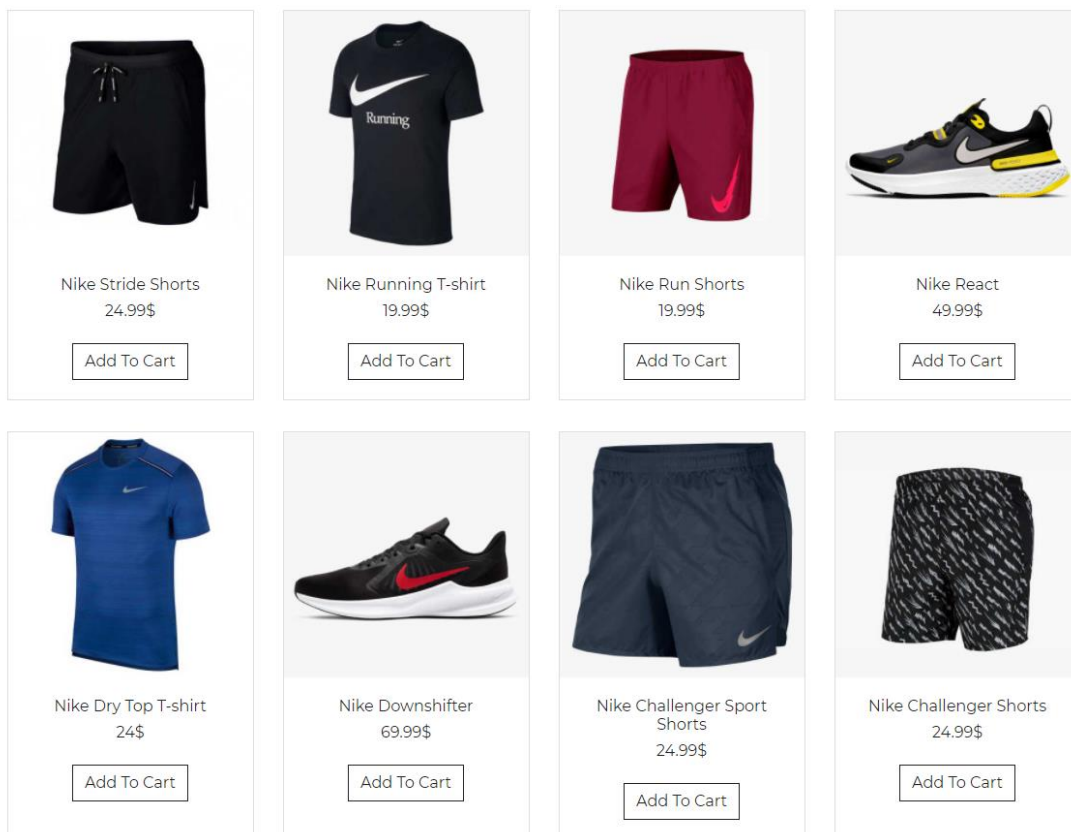 Running
Nike Stride Shorts
24.99$
Add To Cart
Nike Running T-shirt
19.99$
Add To Cart
Nike Run Shorts
19.99$
Add To Cart
Nike React
49.99$
Add To Cart
Nike Dry Top T-shirt
24$
Add To Cart
Nike Downshifter
69.99$
Add To Cart
Nike Challenger Sport
Shorts
24.99$
Add To Cart
Nike Challenger Shorts
24.99$
Add To Cart